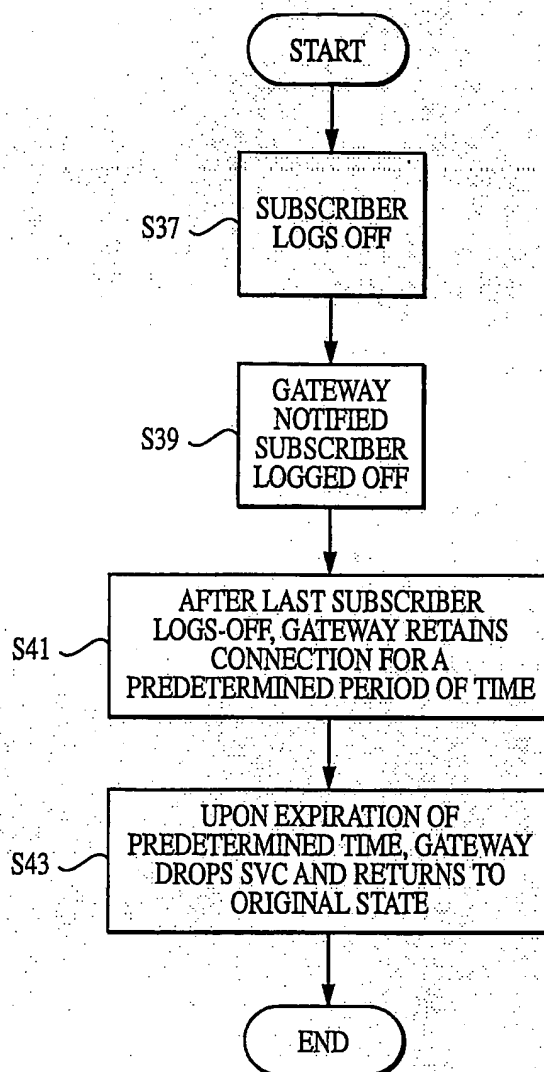 START
S37
SUBSCRIBER
LOGS OFF
S39
GATEWAY
NOTIFIED
SUBSCRIBER
LOGGED OFF
S41
AFTER LAST SUBSCRIBER
LOGS-OFF, GATEWAY RETAINS
CONNECTION FOR A
PREDETERMINED PERIOD OF TIME
S43
UPON EXPIRATION OF
PREDETERMINED TIME, GATEWAY
DROPS SVC AND RETURNS TO
ORIGINAL STATE
END